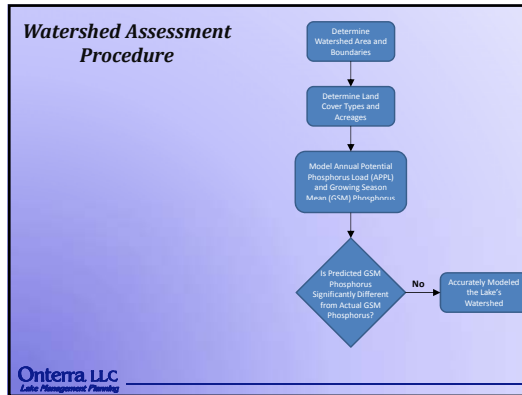 Watershed Assessment
Procedure
Determine
Watershed Area and
Boundaries
Determine Land
Cover Types and
Acreages
Model Annual Potential
Phosphorus Load (APPL)
and Growing Season
Mean (GSM) Phosphorus
Is Predicted GSM
Phosphorus
Significantly Different
from Actual GSM
Phosphorus?
No
Accurately Modeled
the Lake's
Watershed
Onterra LLC
Lake Management Planning